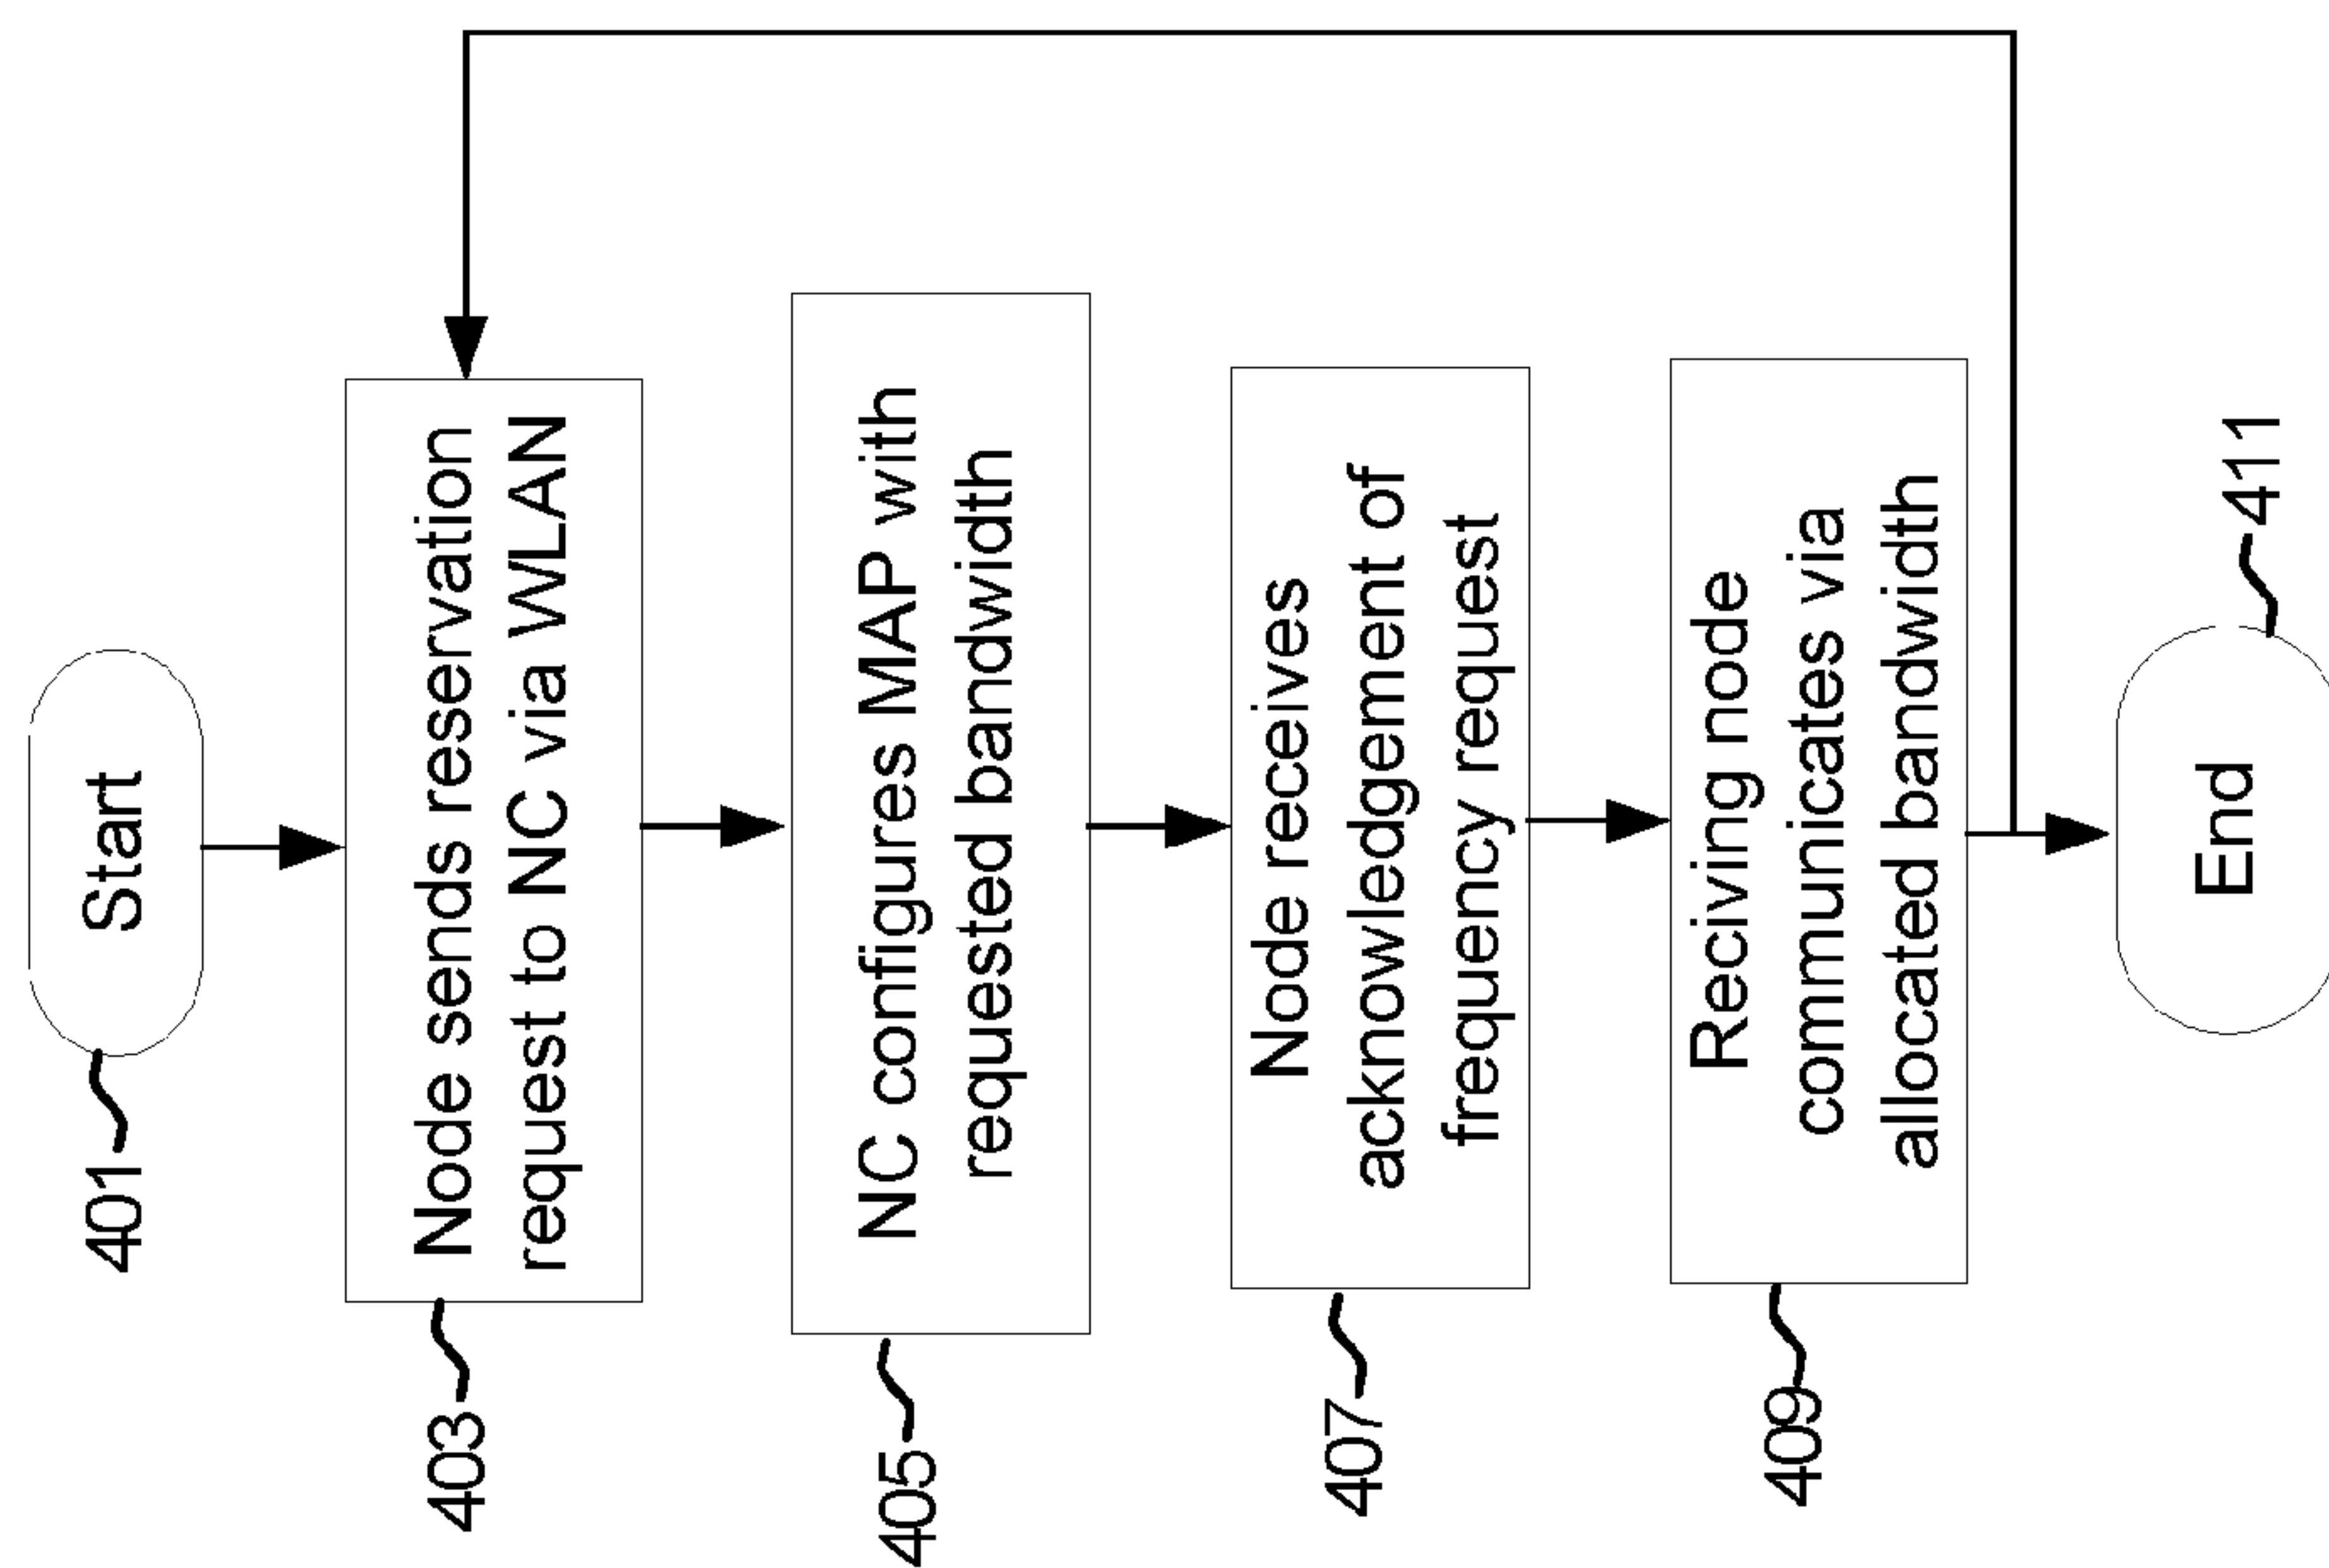 401
Start
403
Node sends reservation
request to NC via WLAN
405
NC configures MAP with
requested bandwidth
407
Node receives
acknowledgement of
frequency request
409
Reciving node
communicates via
allocated bandwidth
End
411